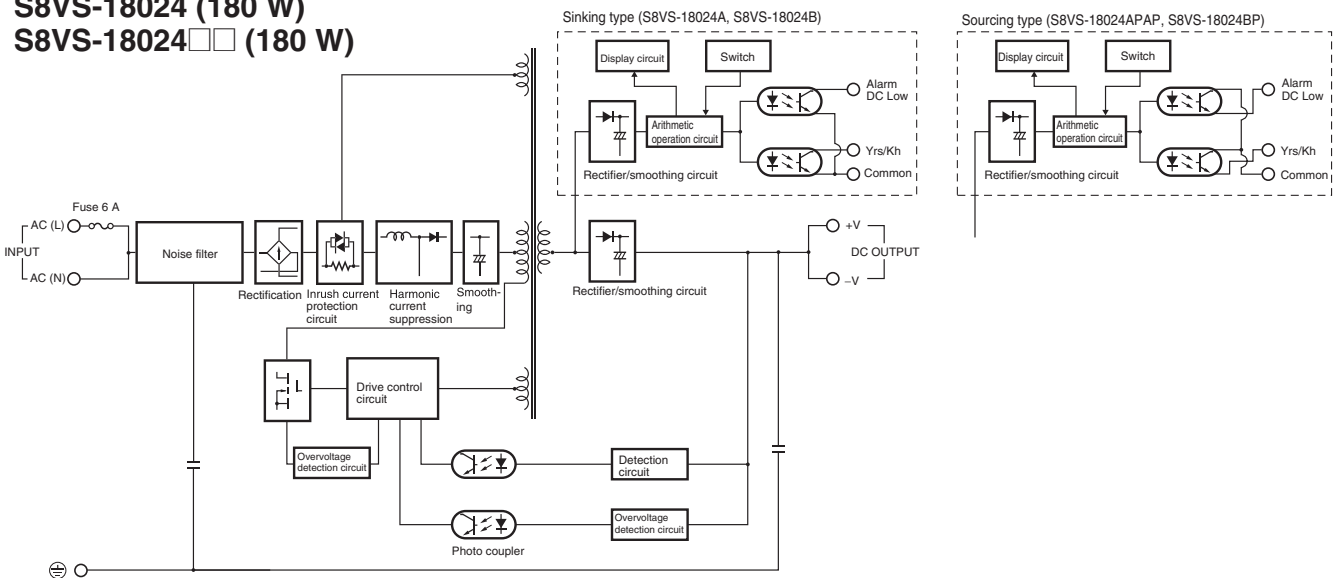 S8VS-18024 (180 W)
S8VS-18024□□ (180 W)
Sinking type (S8VS-18024A, S8VS-18024B)
Display circuit
Switch
Alarm
DC Low
Arithmetic
operation circuit
Yrs/Kh
Rectifier/smoothing circuit
Common
Sourcing type (S8VS-18024APAP, S8VS-18024BP)
Display circuit
Switch
Alarm
DC Low
Arithmetic
operation circuit
Yrs/Kh
Rectifier/smoothing circuit
Common
Fuse 6 A
AC (L)
INPUT
AC (N)
Noise filter
Rectification
Inrush current
protection
circuit
Harmonic
current
suppression
Smooth-
ing
Rectifier/smoothing circuit
+V
DC OUTPUT
–V
Drive control
circuit
Overvoltage
detection circuit
Detection
circuit
Overvoltage
detection circuit
Photo coupler